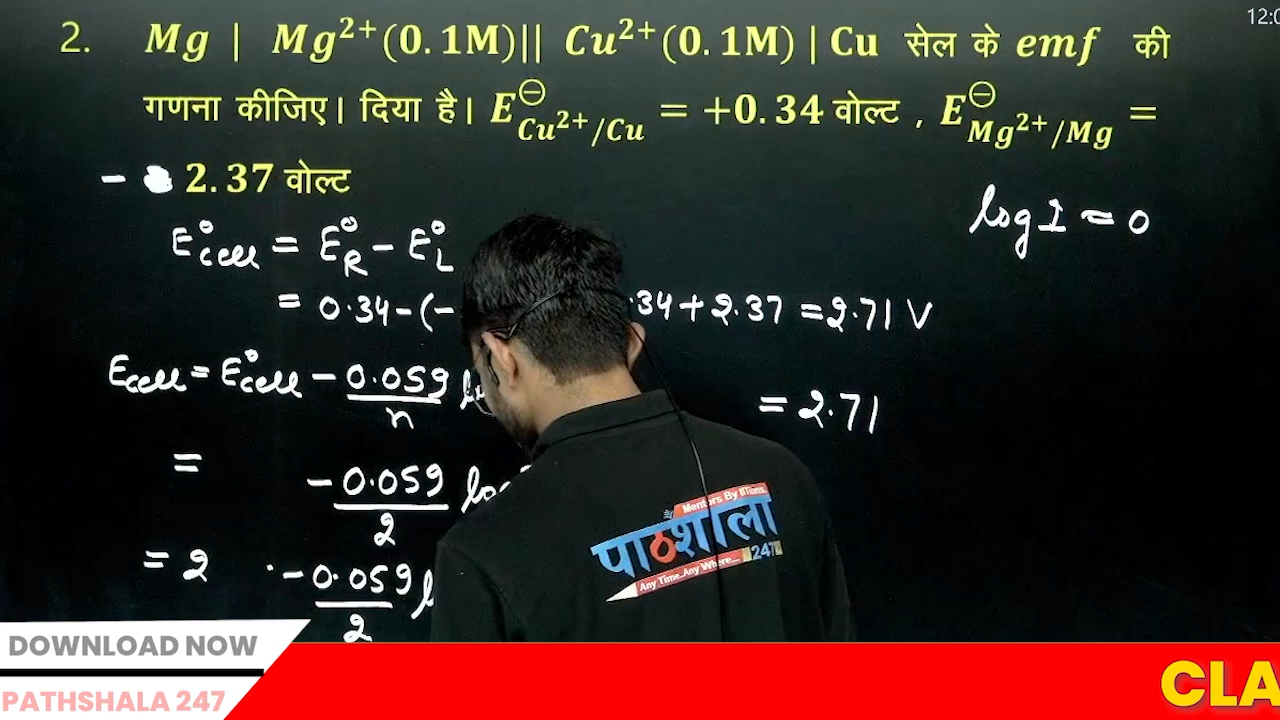 12:0
2. Mg | Mg²⁺(0.1M)|| Cu²⁺(0.1M) | Cu सेल के emf की
गणना कीजिए। दिया है। E⊖Cu²⁺/Cu = +0.34 वोल्ट , E⊖Mg²⁺/Mg =
- 2.37 वोल्ट
log 1 = 0
E°cell = E°R - E°L
= 0.34-(- .34+2.37 =2.71 V
Ecell = E°cell - 0.059/n
= 2.71
= -0.059/2
= 2 -0.059/2
Mentors By IITians.
पाठशाला
247
Any Time..Any Where...
DOWNLOAD NOW
PATHSHALA 247
CLA